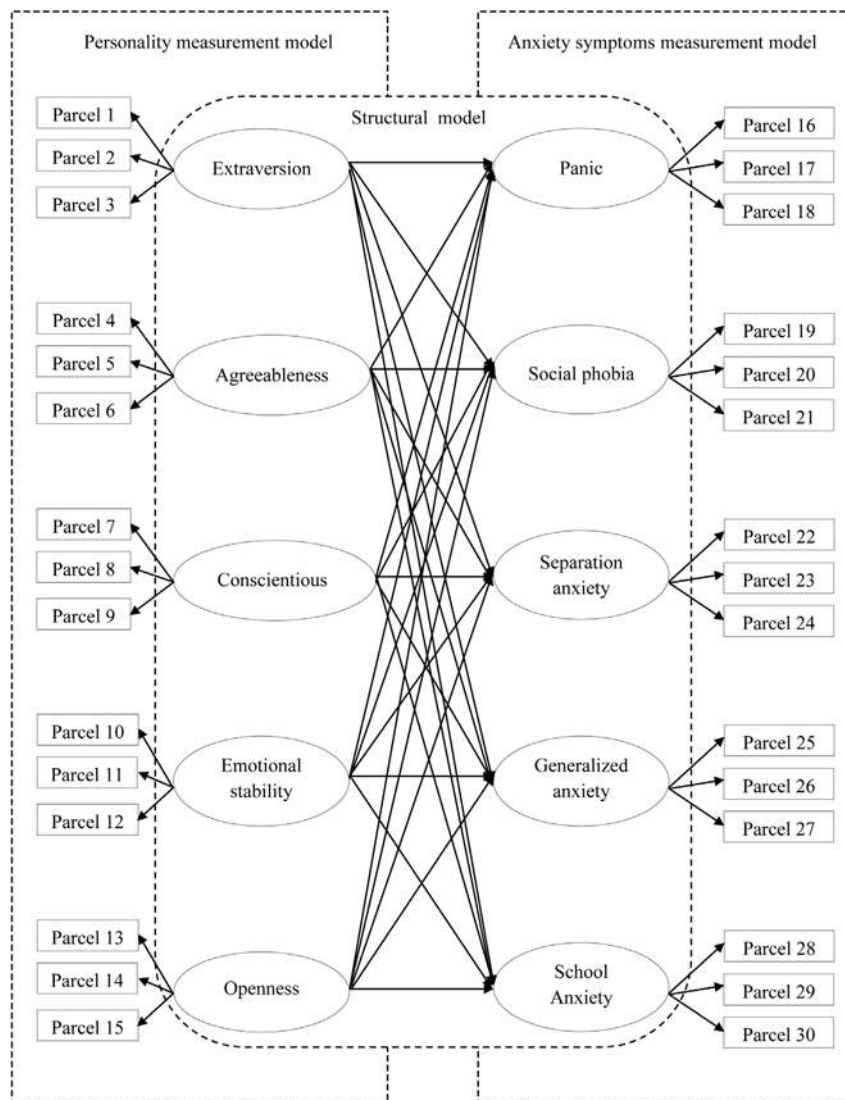 Personality measurement model
Anxiety symptoms measurement model
Structural model
Parcel 1
Parcel 2
Parcel 3
Extraversion
Panic
Parcel 16
Parcel 17
Parcel 18
Parcel 4
Parcel 5
Parcel 6
Agreeableness
Social phobia
Parcel 19
Parcel 20
Parcel 21
Parcel 7
Parcel 8
Parcel 9
Conscientious
Separation
anxiety
Parcel 22
Parcel 23
Parcel 24
Parcel 10
Parcel 11
Parcel 12
Emotional
stability
Generalized
anxiety
Parcel 25
Parcel 26
Parcel 27
Parcel 13
Parcel 14
Parcel 15
Openness
School
Anxiety
Parcel 28
Parcel 29
Parcel 30